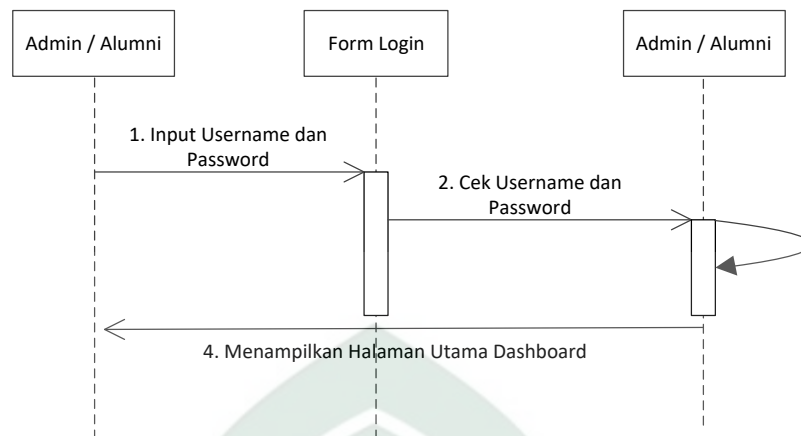 Admin / Alumni
Form Login
Admin / Alumni
1. Input Username dan
Password
2. Cek Username dan
Password
4. Menampilkan Halaman Utama Dashboard